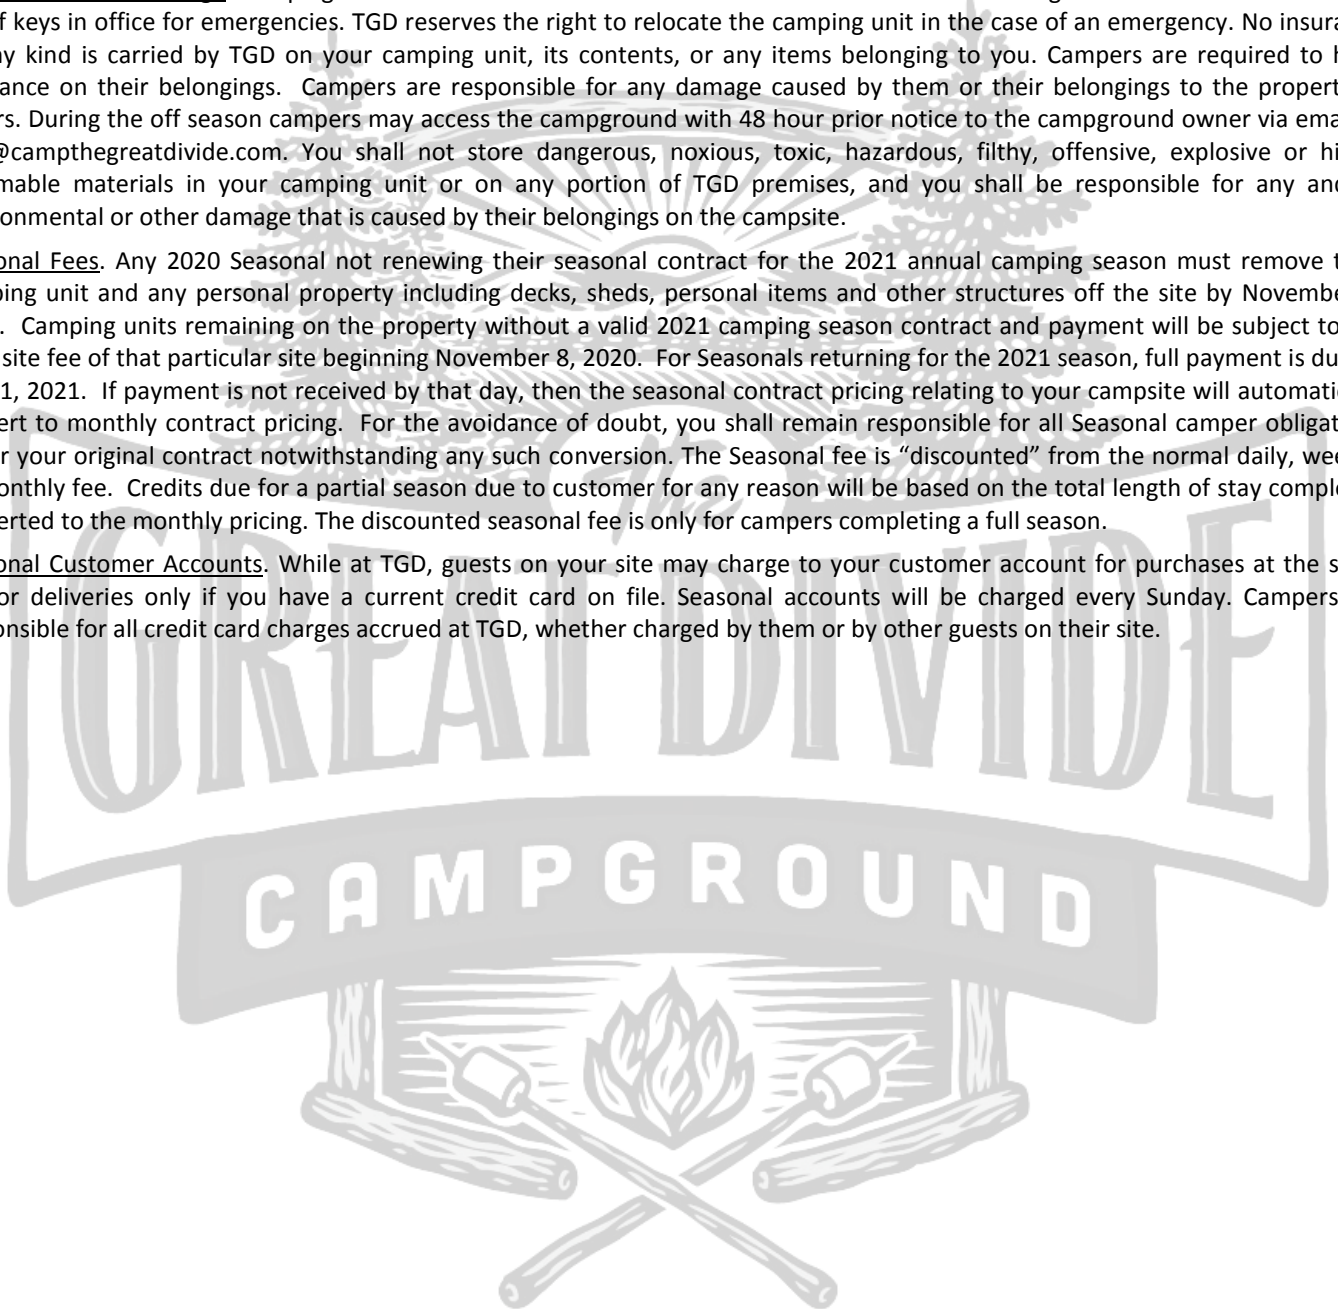 f keys in office for emergencies. TGD reserves the right to relocate the camping unit in the case of an emergency. No insura
y kind is carried by TGD on your camping unit, its contents, or any items belonging to you. Campers are required to h
ance on their belongings. Campers are responsible for any damage caused by them or their belongings to the propert
rs. During the off season campers may access the campground with 48 hour prior notice to the campground owner via ema
@campthegreatdivide.com. You shall not store dangerous, noxious, toxic, hazardous, filthy, offensive, explosive or hi
mable materials in your camping unit or on any portion of TGD premises, and you shall be responsible for any and
onmental or other damage that is caused by their belongings on the campsite.
onal Fees. Any 2020 Seasonal not renewing their seasonal contract for the 2021 annual camping season must remove t
ping unit and any personal property including decks, sheds, personal items and other structures off the site by Novembe
. Camping units remaining on the property without a valid 2021 camping season contract and payment will be subject to
site fee of that particular site beginning November 8, 2020. For Seasonals returning for the 2021 season, full payment is du
1, 2021. If payment is not received by that day, then the seasonal contract pricing relating to your campsite will automatic
ert to monthly contract pricing. For the avoidance of doubt, you shall remain responsible for all Seasonal camper obligat
r your original contract notwithstanding any such conversion. The Seasonal fee is “discounted” from the normal daily, wee
onthly fee. Credits due for a partial season due to customer for any reason will be based on the total length of stay comple
erted to the monthly pricing. The discounted seasonal fee is only for campers completing a full season.
onal Customer Accounts. While at TGD, guests on your site may charge to your customer account for purchases at the s
or deliveries only if you have a current credit card on file. Seasonal accounts will be charged every Sunday. Campers
onsible for all credit card charges accrued at TGD, whether charged by them or by other guests on their site.
The
GREAT DIVIDE
CAMPGROUND